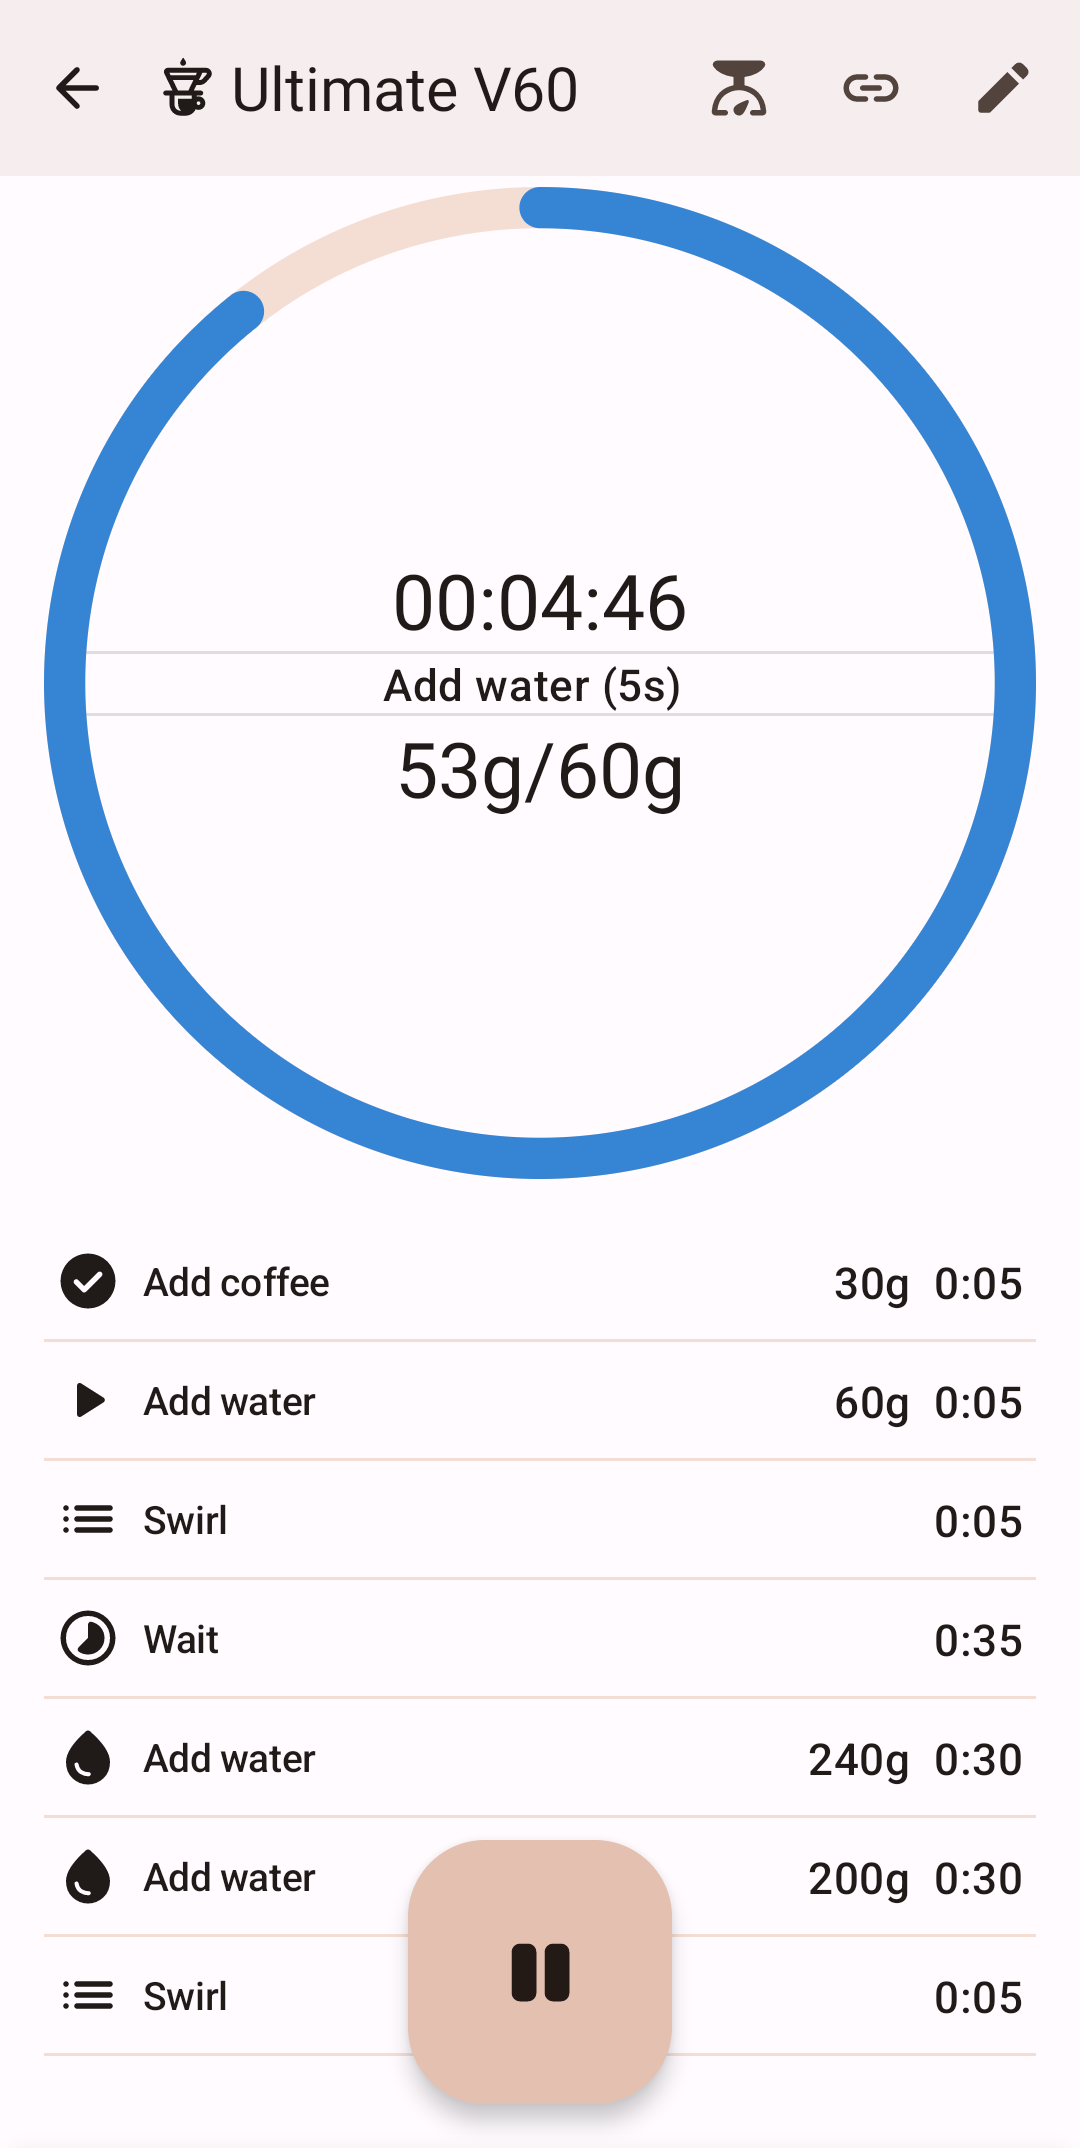 Ultimate V60
00:04:46
Add water (5s)
53g/60g
Add coffee 30g 0:05
Add water 60g 0:05
Swirl 0:05
Wait 0:35
Add water 240g 0:30
Add water 200g 0:30
Swirl 0:05